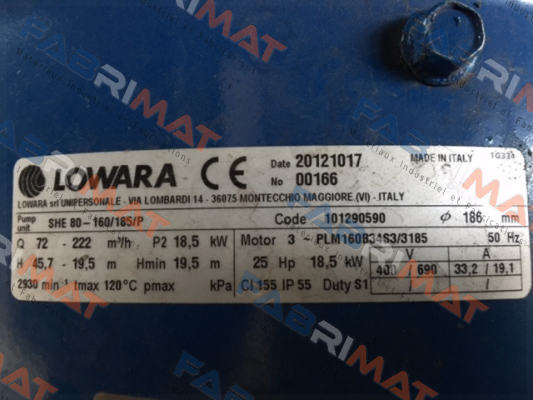 LOWARA CE Date 20121017 MADE IN ITALY TG334
No 00166
LOWARA srl UNIPERSONALE - VIA LOMBARDI 14 - 36075 MONTECCHIO MAGGIORE (VI) - ITALY
Pump unit SHE 80-160/185/P Code 101290590 ϕ 186 mm
Q 72 - 222 m³/h P2 18,5 kW Motor 3 ~ PLM160B34S3/3185 50 Hz
H 45,7 - 19,5 m Hmin 19,5 m 25 Hp 18,5 kW V A
400 / 690 33,2 / 19,1
2930 min⁻¹ tmax 120°C pmax kPa Cl 155 IP 55 Duty S1 /
FABRIMAT